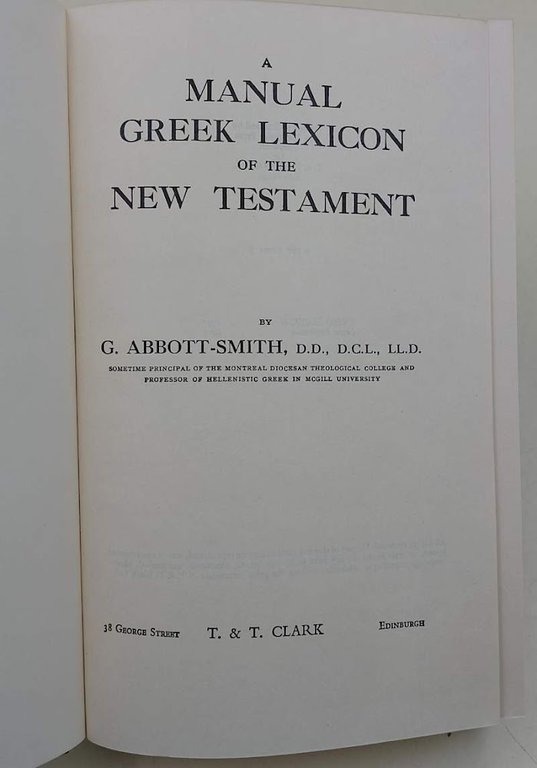 A
MANUAL
GREEK LEXICON
OF THE
NEW TESTAMENT
BY
G. ABBOTT-SMITH, D.D., D.C.L., LL.D.
SOMETIME PRINCIPAL OF THE MONTREAL DIOCESAN THEOLOGICAL COLLEGE AND
PROFESSOR OF HELLENISTIC GREEK IN MCGILL UNIVERSITY
38 GEORGE STREET T. & T. CLARK EDINBURGH